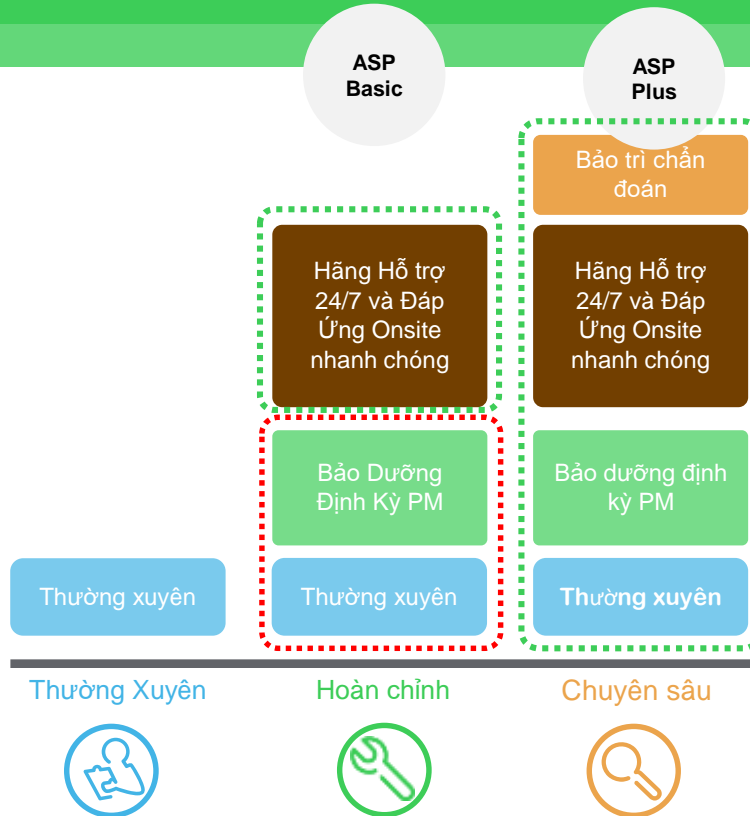 ASP
Basic
ASP
Plus
Bảo trì chẩn
đoán
Hãng Hỗ trợ
24/7 và Đáp
Ứng Onsite
nhanh chóng
Hãng Hỗ trợ
24/7 và Đáp
Ứng Onsite
nhanh chóng
Bảo Dưỡng
Định Kỳ PM
Bảo dưỡng định
kỳ PM
Thường xuyên
Thường xuyên
Thường xuyên
Thường Xuyên
Hoàn chỉnh
Chuyên sâu